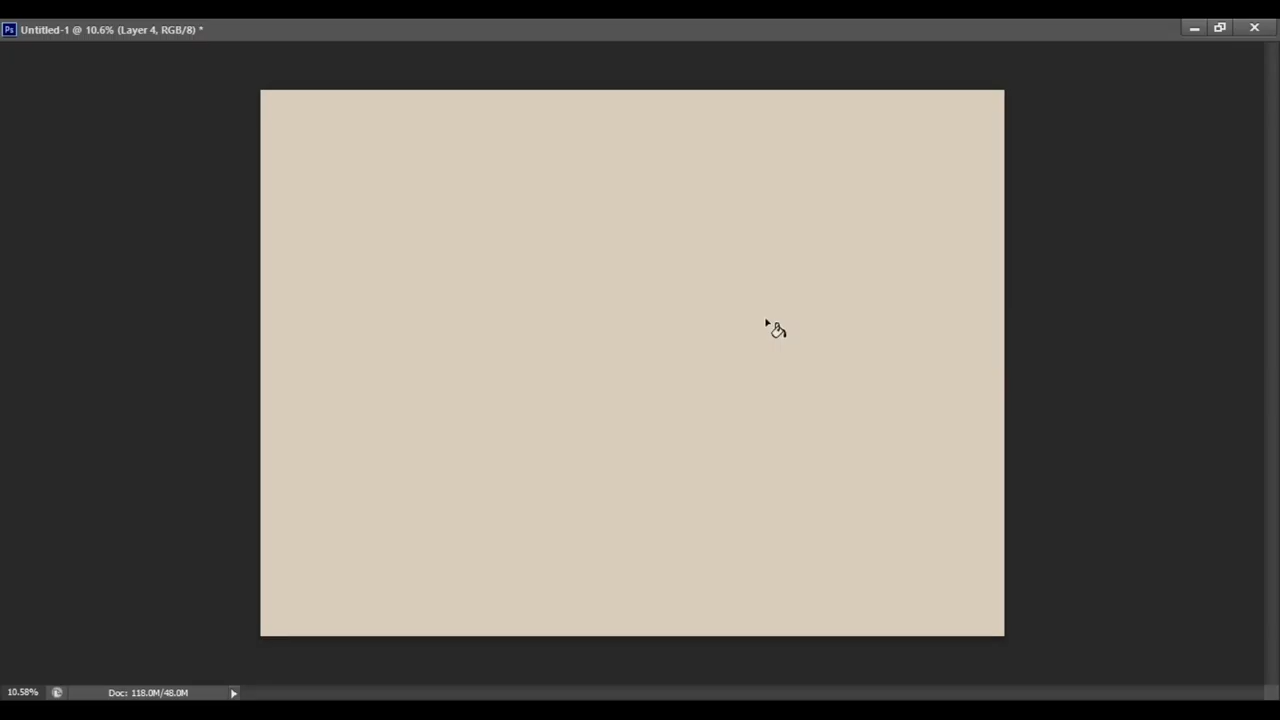 Ps Untitled-1 @ 10.6% (Layer 4, RGB/8) *
10.58% Doc: 118.0M/48.0M